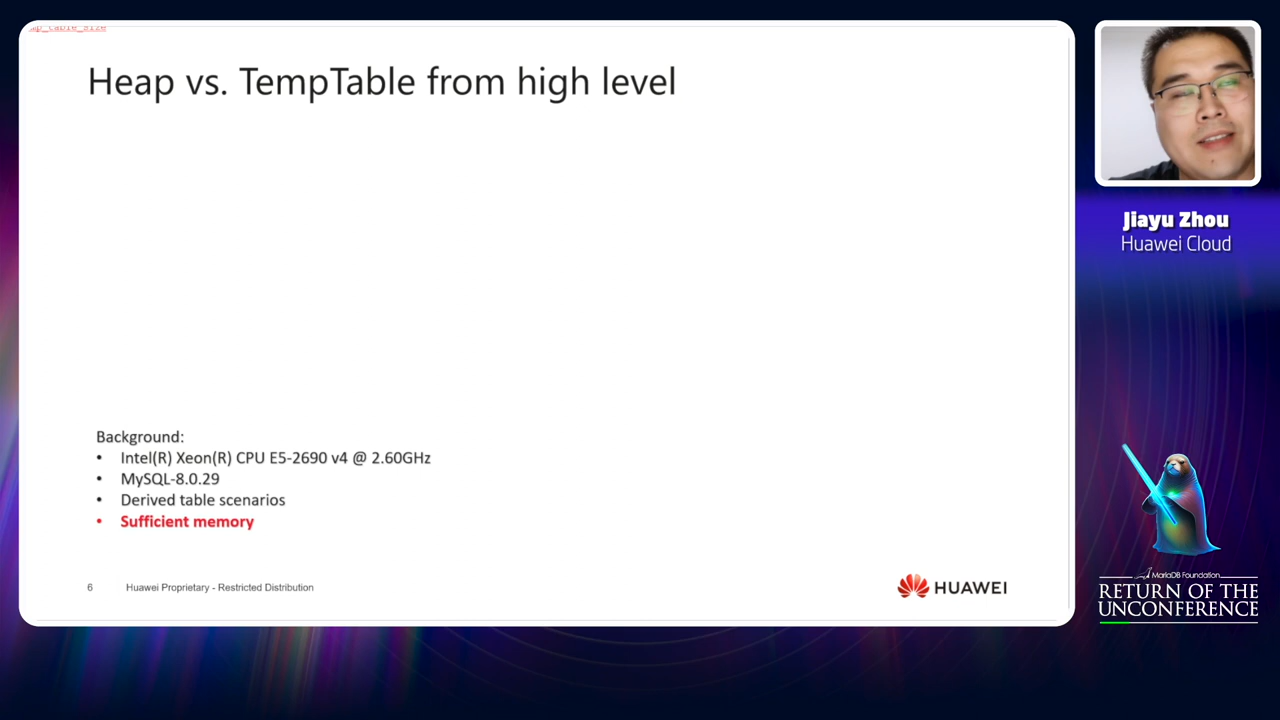 Heap vs. TempTable from high level
Background:
• Intel(R) Xeon(R) CPU E5-2690 v4 @ 2.60GHz
• MySQL-8.0.29
• Derived table scenarios
• Sufficient memory
6 Huawei Proprietary - Restricted Distribution
HUAWEI
Jiayu Zhou
Huawei Cloud
MariaDB Foundation
RETURN OF THE
UNCONFERENCE